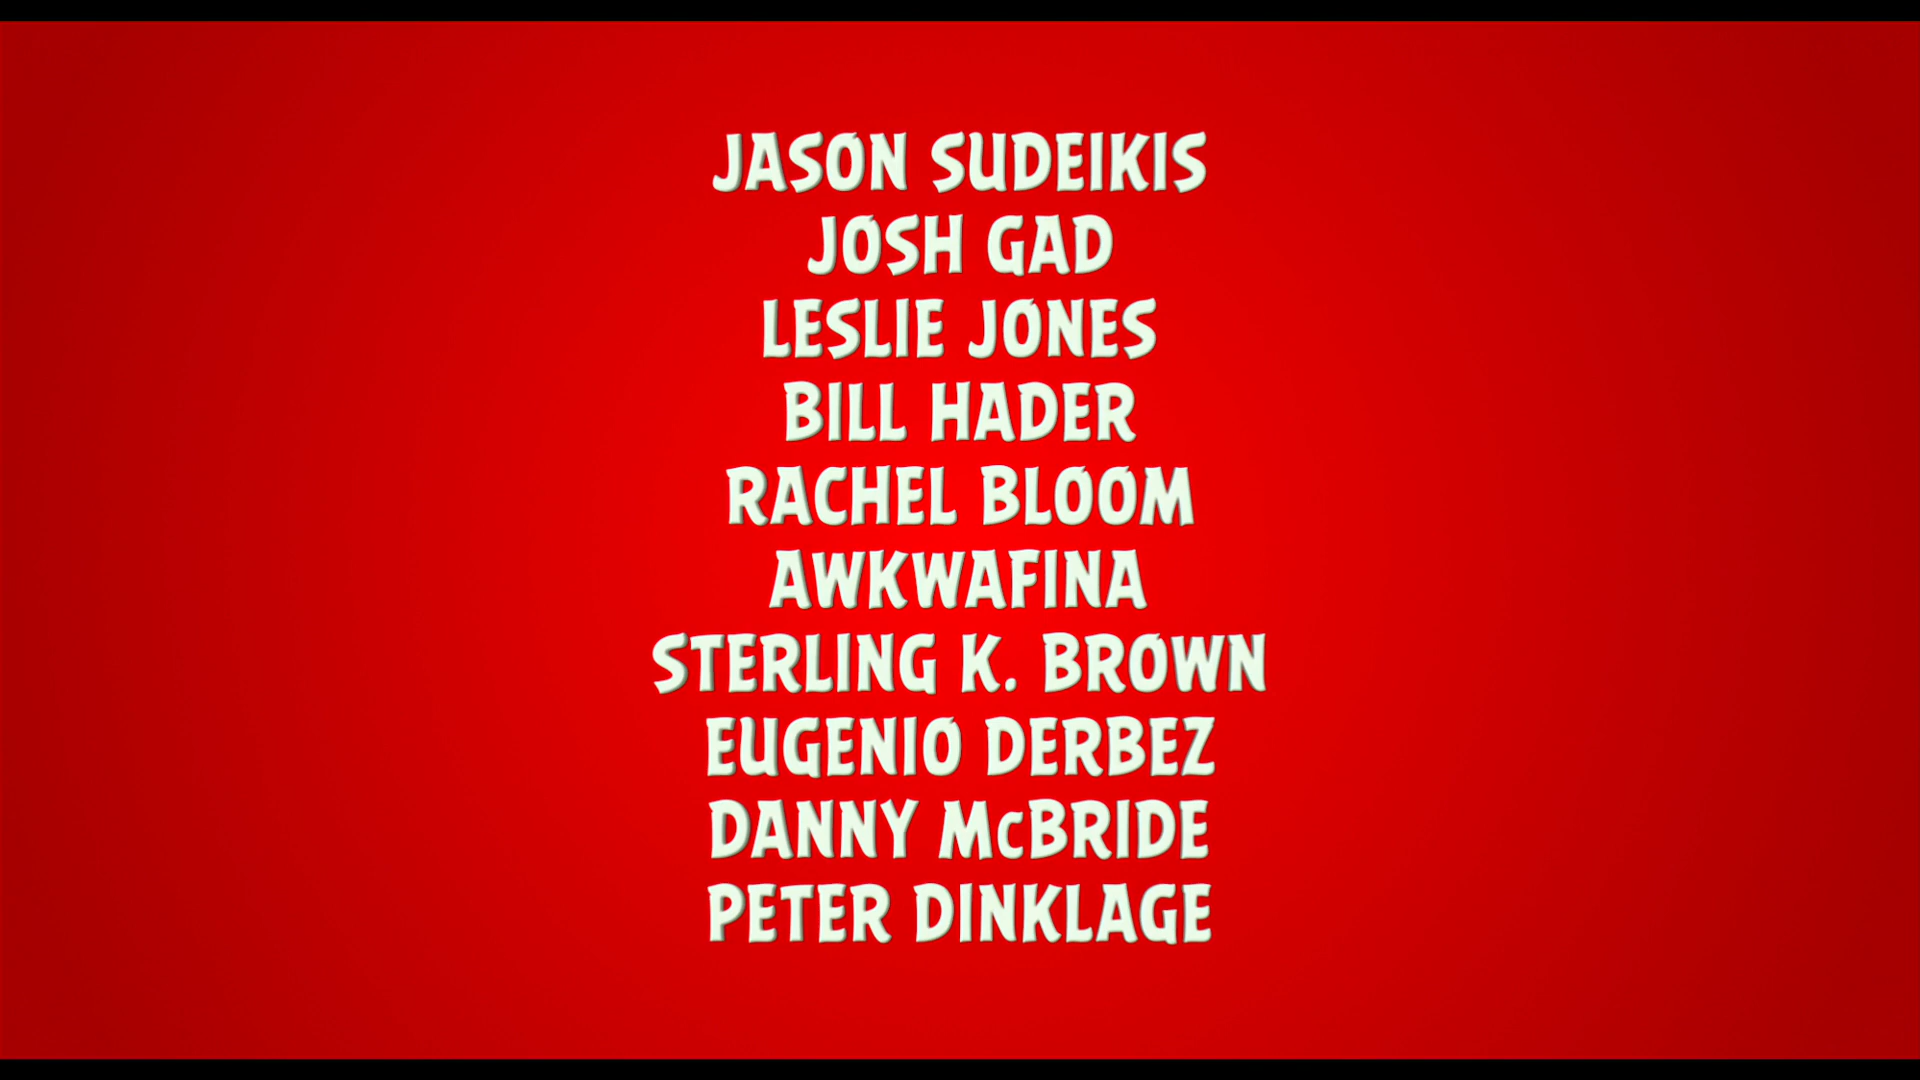 JASON SUDEIKIS
JOSH GAD
LESLIE JONES
BILL HADER
RACHEL BLOOM
AWKWAFINA
STERLING K. BROWN
EUGENIO DERBEZ
DANNY McBRIDE
PETER DINKLAGE